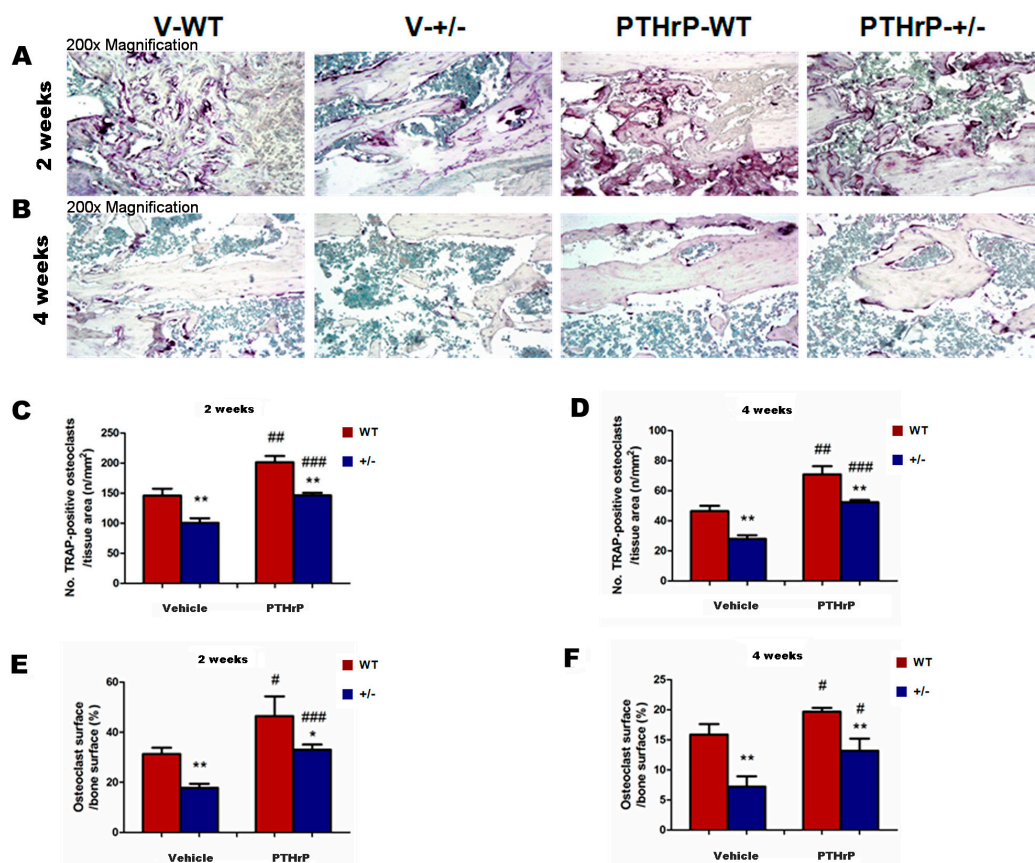 V-WT V-+/- PTHrP-WT PTHrP-+/-
A 200x Magnification
2 weeks
B 200x Magnification
4 weeks
C 2 weeks
WT
+/-
No. TRAP-positive osteoclasts
/tissue area (n/mm²)
250
200
150
100
50
0
**
##
###
**
Vehicle PTHrP
D 4 weeks
WT
+/-
No. TRAP-positive osteoclasts
/tissue area (n/mm²)
100
80
60
40
20
0
**
##
###
**
Vehicle PTHrP
E 2 weeks
WT
+/-
Osteoclast surface
/bone surface (%)
60
40
20
0
**
#
###
*
Vehicle PTHrP
F 4 weeks
WT
+/-
Osteoclast surface
/bone surface (%)
25
20
15
10
5
0
**
#
#
**
Vehicle PTHrP